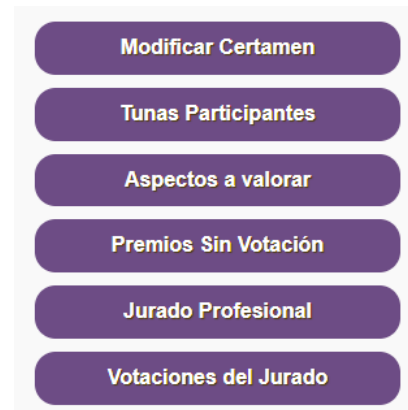 Modificar Certamen
Tunas Participantes
Aspectos a valorar
Premios Sin Votación
Jurado Profesional
Votaciones del Jurado